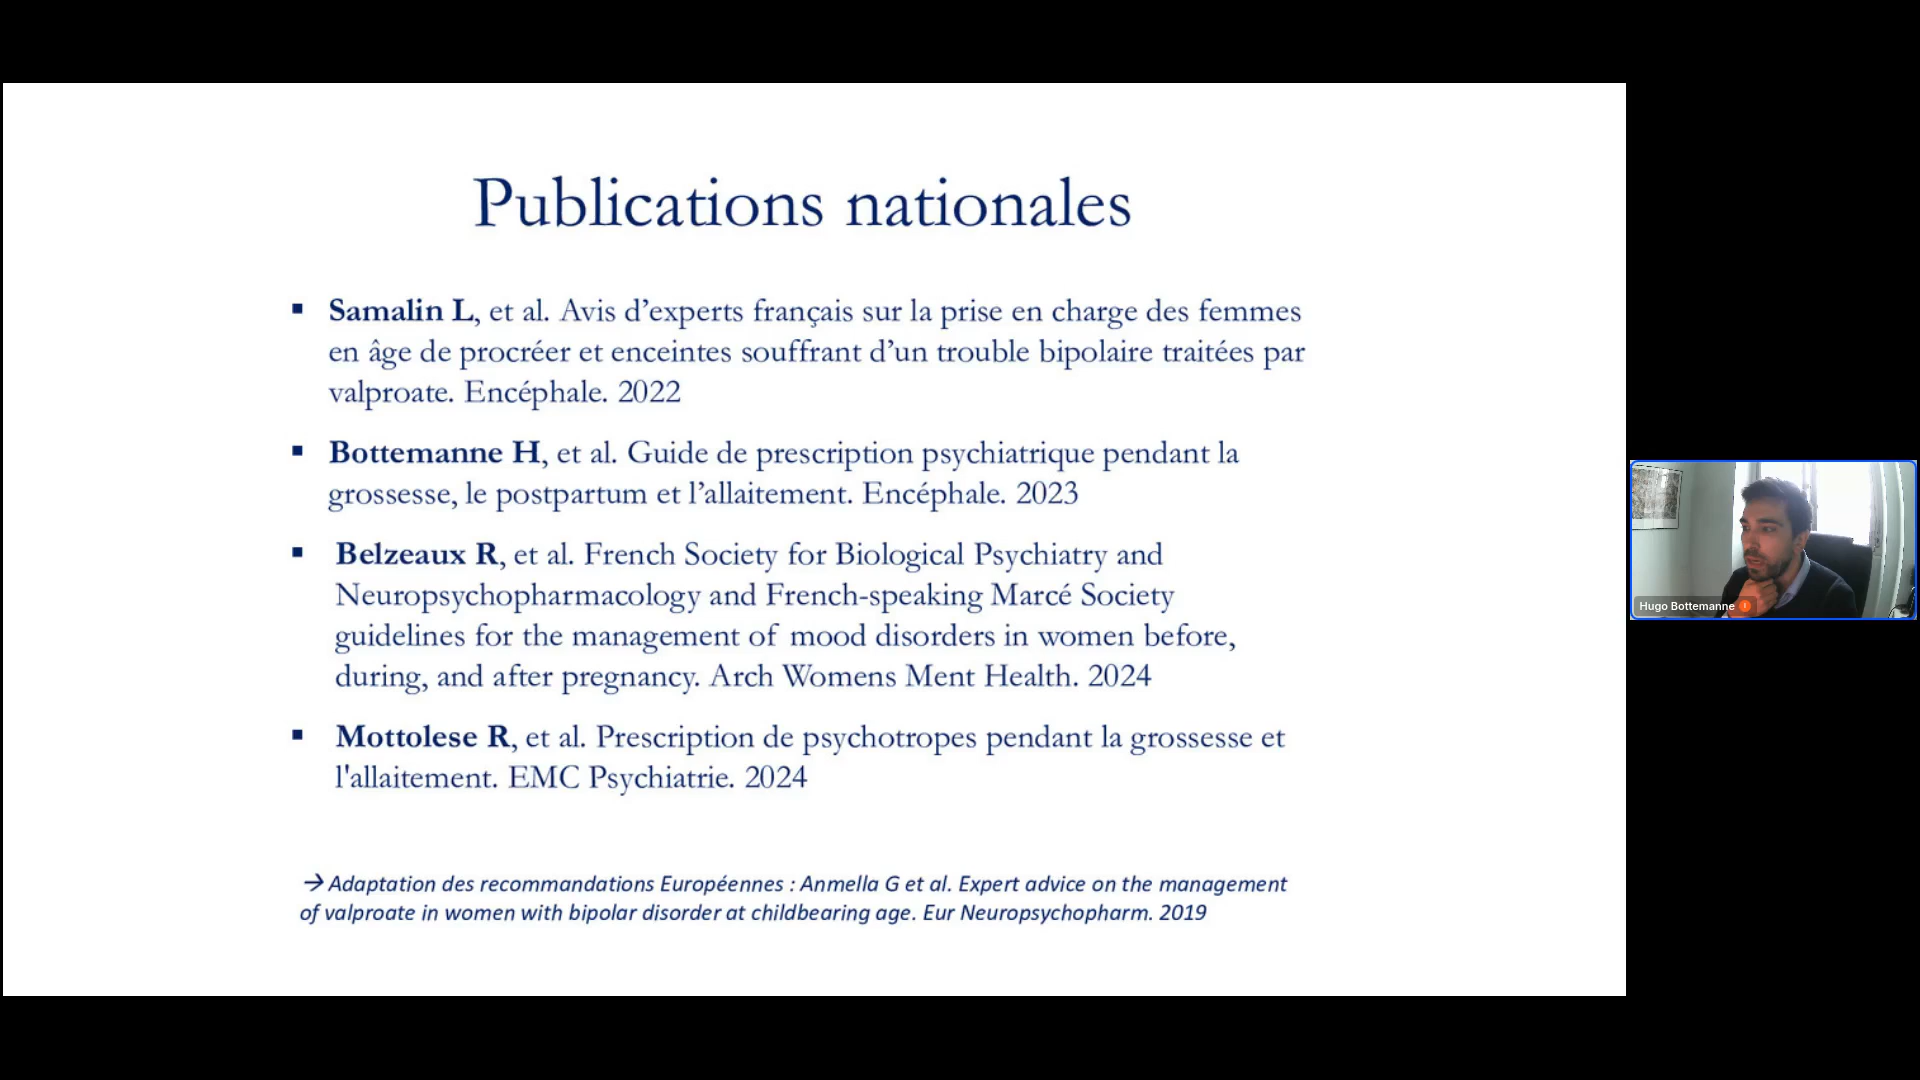 Publications nationales
▪ Samalin L, et al. Avis d’experts français sur la prise en charge des femmes
en âge de procréer et enceintes souffrant d’un trouble bipolaire traitées par
valproate. Encéphale. 2022
▪ Bottemanne H, et al. Guide de prescription psychiatrique pendant la
grossesse, le postpartum et l’allaitement. Encéphale. 2023
▪ Belzeaux R, et al. French Society for Biological Psychiatry and
Neuropsychopharmacology and French-speaking Marcé Society
guidelines for the management of mood disorders in women before,
during, and after pregnancy. Arch Womens Ment Health. 2024
▪ Mottolese R, et al. Prescription de psychotropes pendant la grossesse et
l'allaitement. EMC Psychiatrie. 2024
→ Adaptation des recommandations Européennes : Anmella G et al. Expert advice on the management
of valproate in women with bipolar disorder at childbearing age. Eur Neuropsychopharm. 2019
Hugo Bottemanne